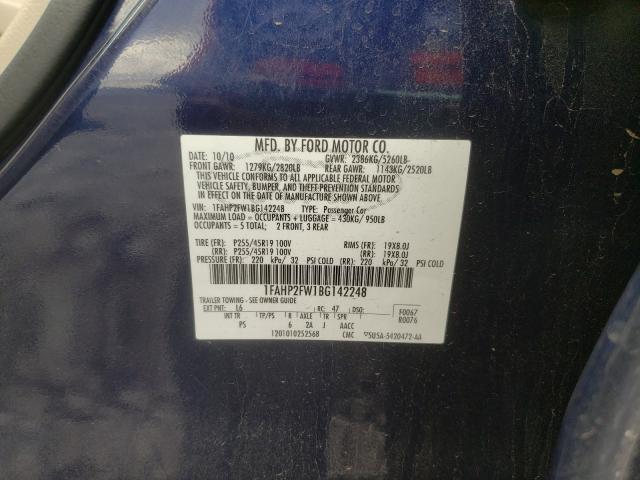 MFD. BY FORD MOTOR CO.
DATE: 10/10 GVWR: 2386KG/5260LB
FRONT GAWR: 1279KG/2820LB REAR GAWR: 1143KG/2520LB
THIS VEHICLE CONFORMS TO ALL APPLICABLE FEDERAL MOTOR
VEHICLE SAFETY, BUMPER, AND THEFT PREVENTION STANDARDS
IN EFFECT ON THE DATE OF MANUFACTURE SHOWN ABOVE.
VIN: 1FAHP2FW1BG142248 TYPE: Passenger Car
MAXIMUM LOAD = OCCUPANTS + LUGGAGE = 430KG/ 950LB
OCCUPANTS = 5 TOTAL; 2 FRONT, 3 REAR
TIRE (FR): P255/45R19 100V RIMS (FR): 19X8.0J
(RR): P255/45R19 100V (RR): 19X8.0J
PRESSURE (FR): 220 kPa/ 32 PSI COLD (RR): 220 kPa/ 32 PSI COLD
1FAHP2FW1BG142248
TRAILER TOWING - SEE OWNER GUIDE
EXT PNT: L6 RC: 47 DSO: F0067
INT TR TP/PS R AXLE TR SPR R0076
PS 6 2A J AACC
1201010252568 CMC 5U5A-5420472-AA